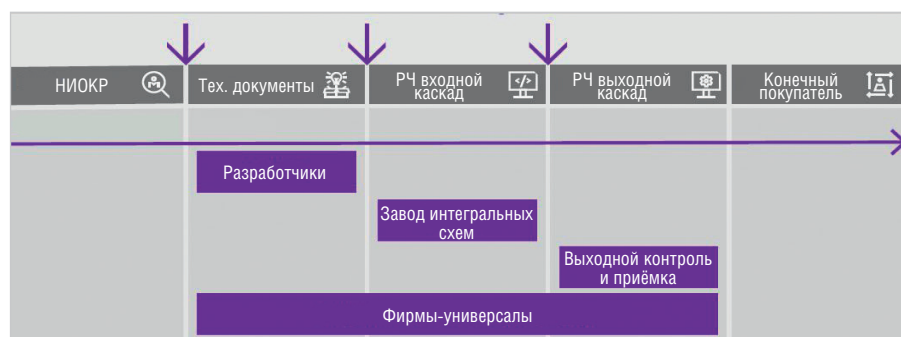 НИОКР
Тех. документы
РЧ входной
каскад
РЧ выходной
каскад
Конечный
покупатель
Разработчики
Завод интегральных
схем
Выходной контроль
и приёмка
Фирмы-универсалы